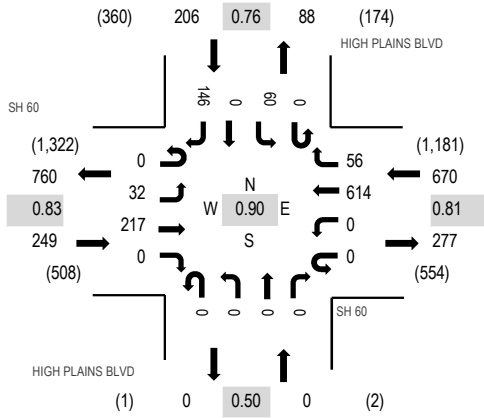 (360) 206 0.76 88 (174)
HIGH PLAINS BLVD
146 0 60 0
SH 60
(1,322) (1,181)
760 0 56 670
0.83 32 N 614 0.81
W 0.90 E
249 217 S 0 277
(508) 0 0 (554)
0 0 0 0
SH 60
HIGH PLAINS BLVD
(1) 0 0.50 0 (2)